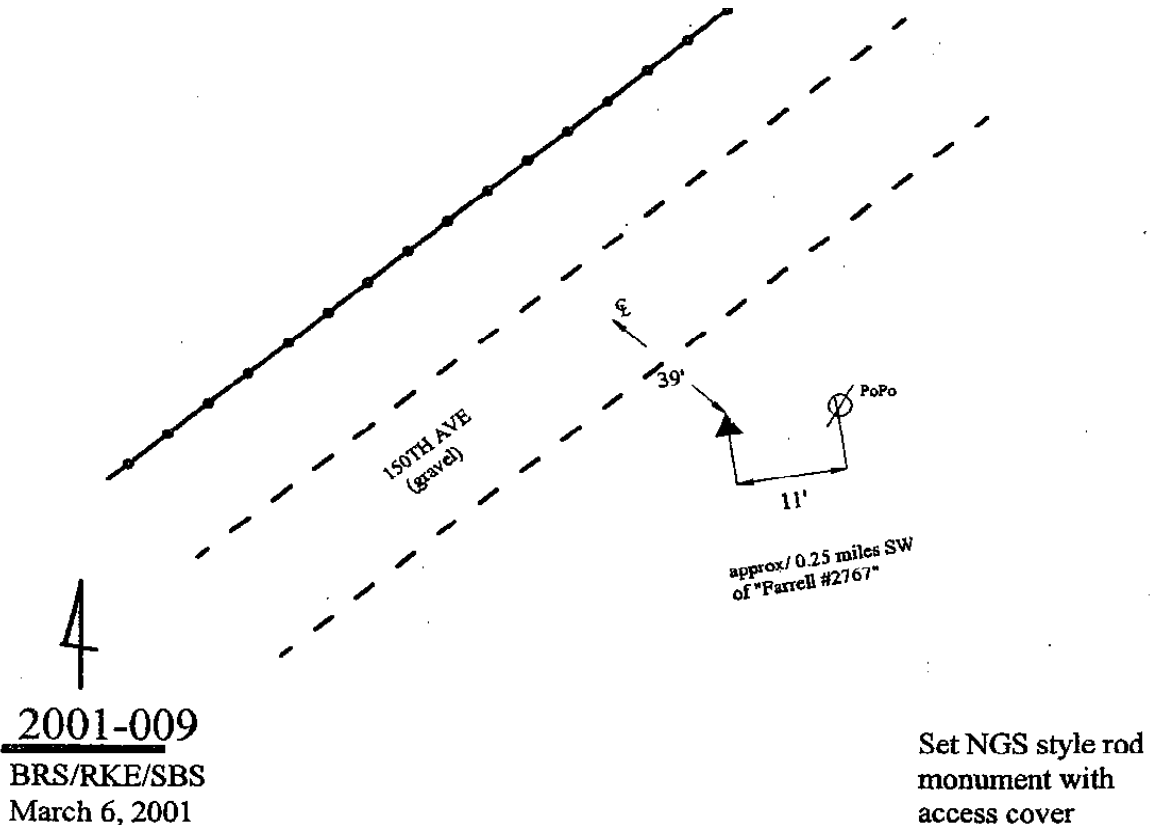 ℄
39'
PoPo
150TH AVE
(gravel)
11'
approx/ 0.25 miles SW
of "Farrell #2767"
2001-009
BRS/RKE/SBS
March 6, 2001
Set NGS style rod
monument with
access cover